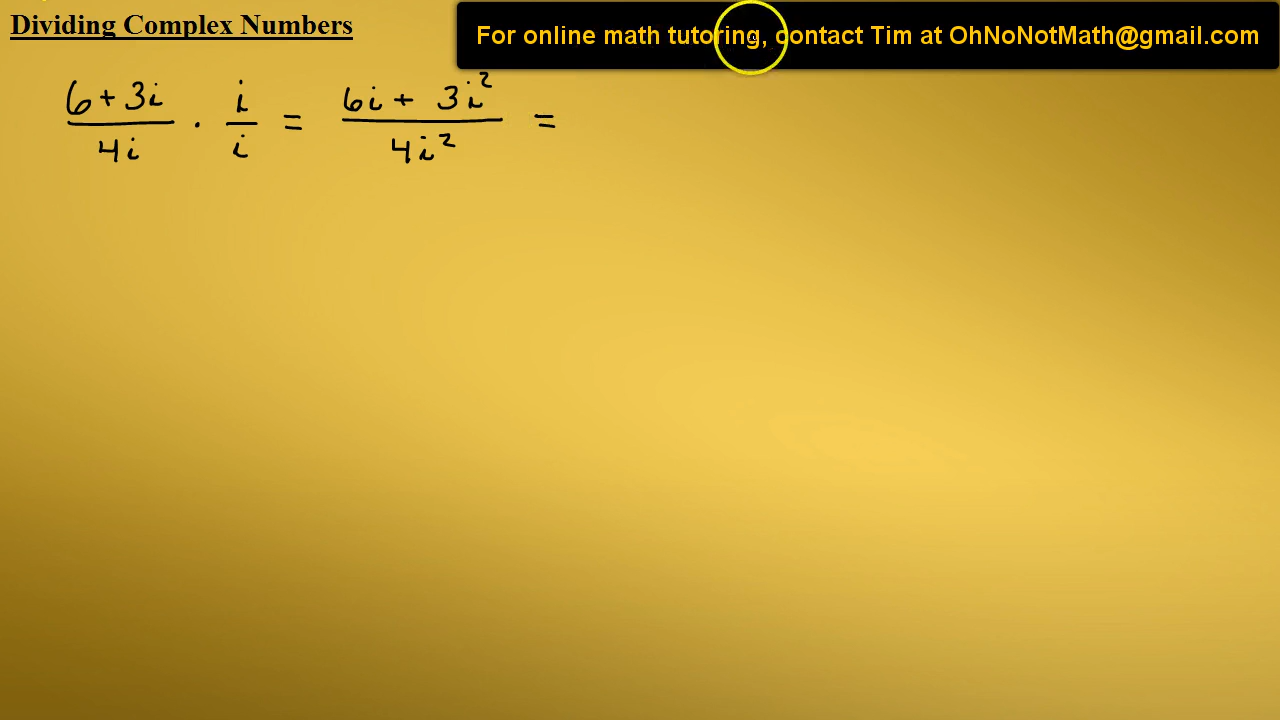 Dividing Complex Numbers
For online math tutoring, contact Tim at OhNoNotMath@gmail.com
6+3i/4i · i/i = 6i + 3i²/4i² =